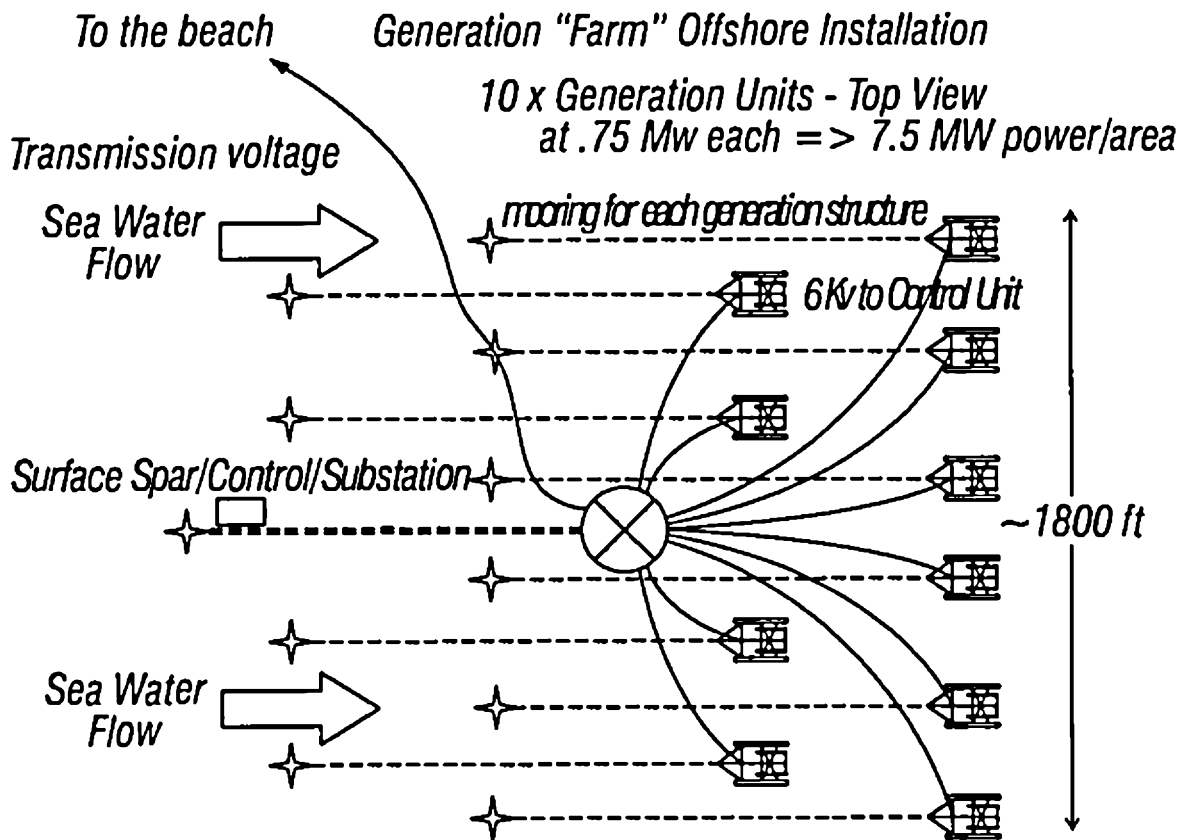 To the beach
Generation "Farm" Offshore Installation
10 x Generation Units - Top View
at .75 Mw each => 7.5 MW power/area
Transmission voltage
Sea Water
Flow
mooring for each generation structure
6 Kv to Control Unit
Surface Spar/Control/Substation
~1800 ft
Sea Water
Flow